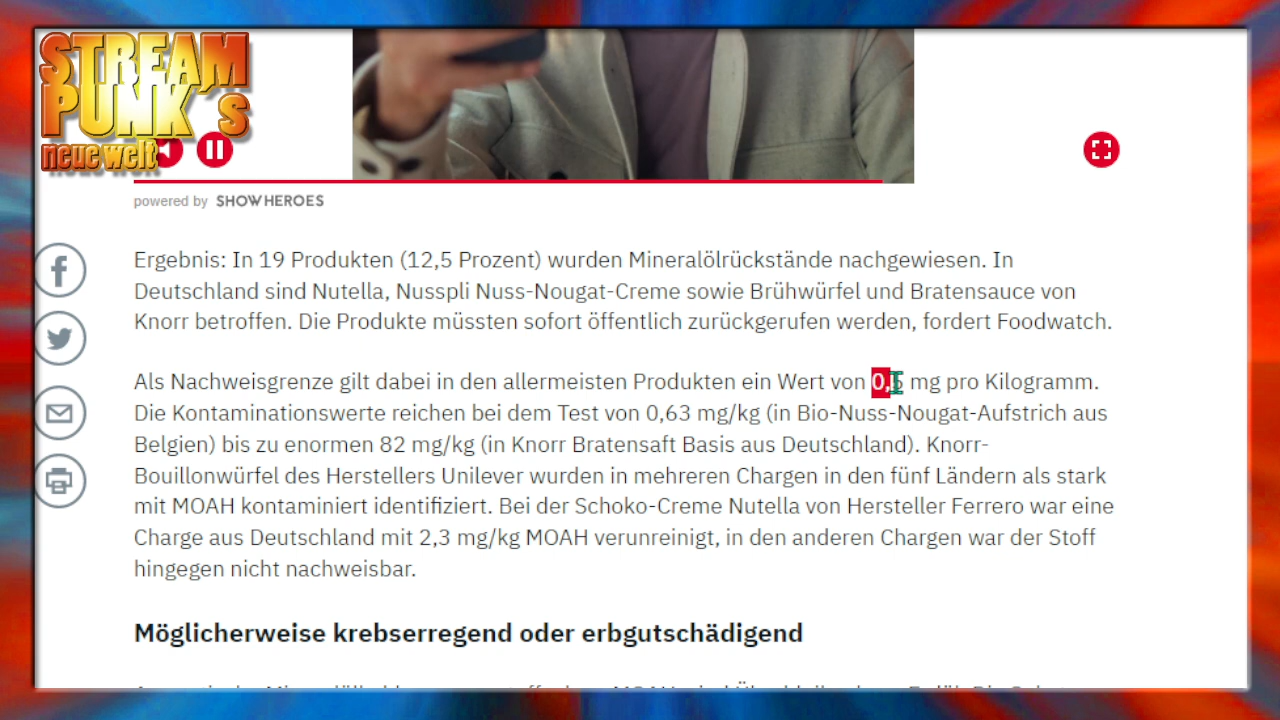 STREAM
PUNK´s
neue welt
powered by SHOWHEROES
Ergebnis: In 19 Produkten (12,5 Prozent) wurden Mineralölrückstände nachgewiesen. In
Deutschland sind Nutella, Nusspli Nuss-Nougat-Creme sowie Brühwürfel und Bratensauce von
Knorr betroffen. Die Produkte müssten sofort öffentlich zurückgerufen werden, fordert Foodwatch.
Als Nachweisgrenze gilt dabei in den allermeisten Produkten ein Wert von 0,5 mg pro Kilogramm.
Die Kontaminationswerte reichen bei dem Test von 0,63 mg/kg (in Bio-Nuss-Nougat-Aufstrich aus
Belgien) bis zu enormen 82 mg/kg (in Knorr Bratensaft Basis aus Deutschland). Knorr-
Bouillonwürfel des Herstellers Unilever wurden in mehreren Chargen in den fünf Ländern als stark
mit MOAH kontaminiert identifiziert. Bei der Schoko-Creme Nutella von Hersteller Ferrero war eine
Charge aus Deutschland mit 2,3 mg/kg MOAH verunreinigt, in den anderen Chargen war der Stoff
hingegen nicht nachweisbar.
Möglicherweise krebserregend oder erbgutschädigend